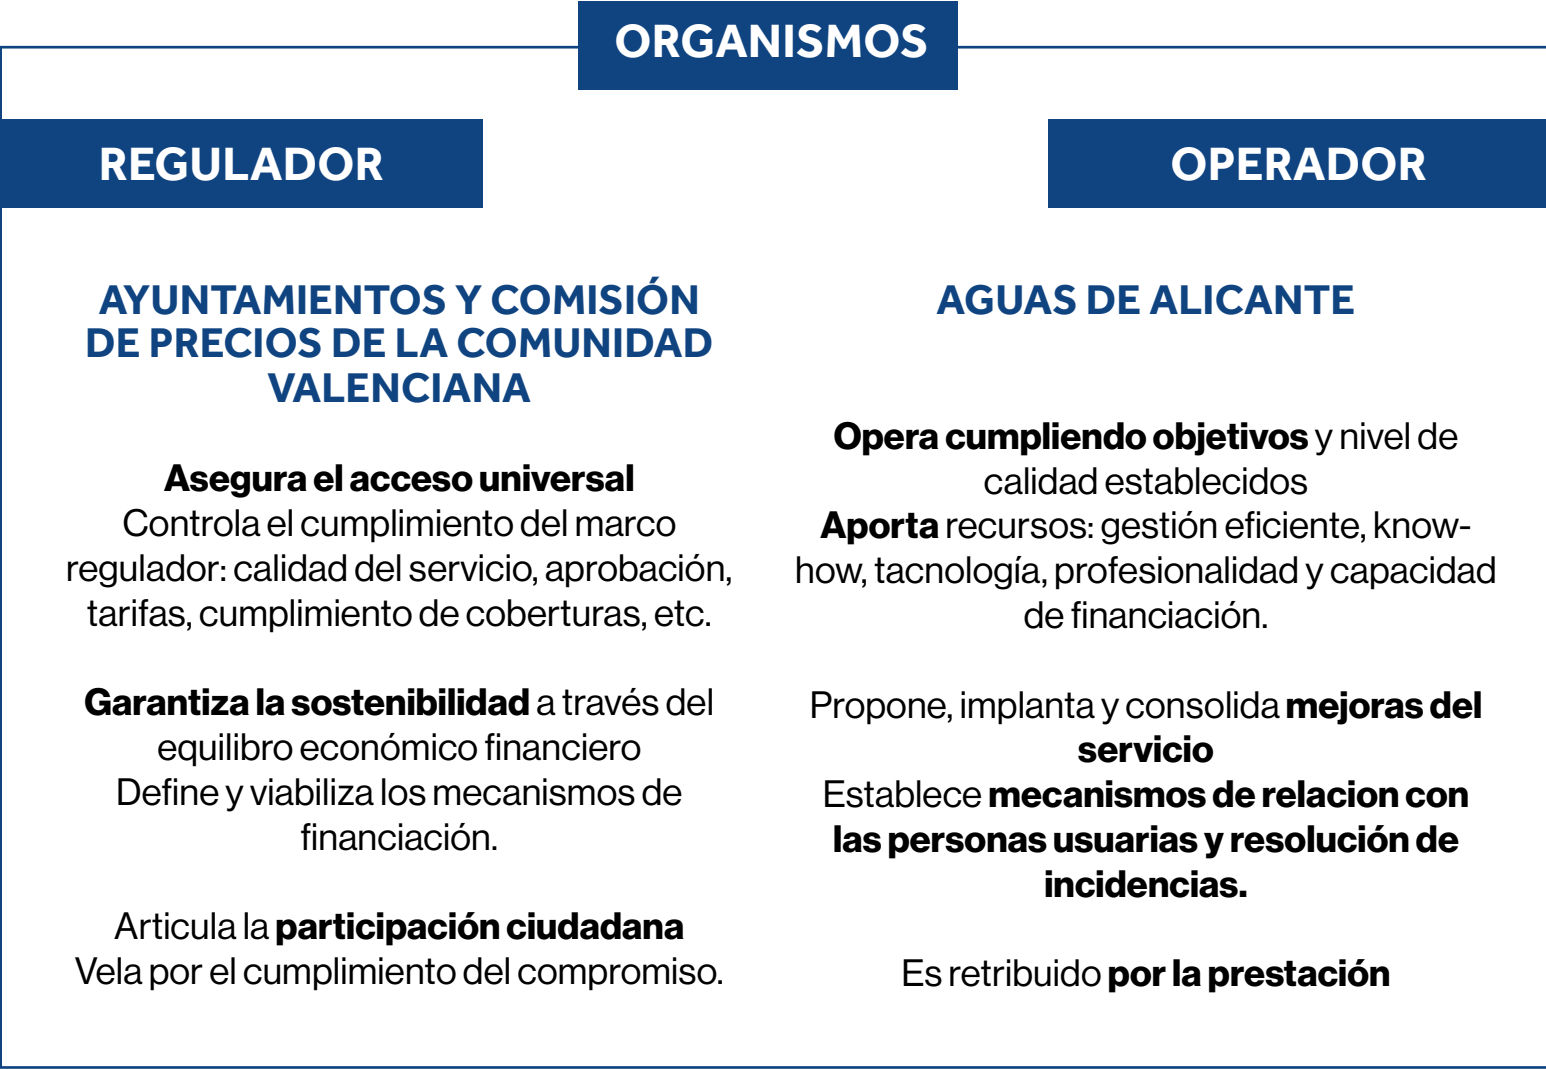 ORGANISMOS
REGULADOR
AYUNTAMIENTOS Y COMISIÓN
DE PRECIOS DE LA COMUNIDAD
VALENCIANA
Asegura el acceso universal
Controla el cumplimiento del marco
regulador: calidad del servicio, aprobación,
tarifas, cumplimiento de coberturas, etc.
Garantiza la sostenibilidad a través del
equilibro económico financiero
Define y viabiliza los mecanismos de
financiación.
Articula la participación ciudadana
Vela por el cumplimiento del compromiso.
OPERADOR
AGUAS DE ALICANTE
Opera cumpliendo objetivos y nivel de
calidad establecidos
Aporta recursos: gestión eficiente, know-
how, tacnología, profesionalidad y capacidad
de financiación.
Propone, implanta y consolida mejoras del
servicio
Establece mecanismos de relacion con
las personas usuarias y resolución de
incidencias.
Es retribuido por la prestación